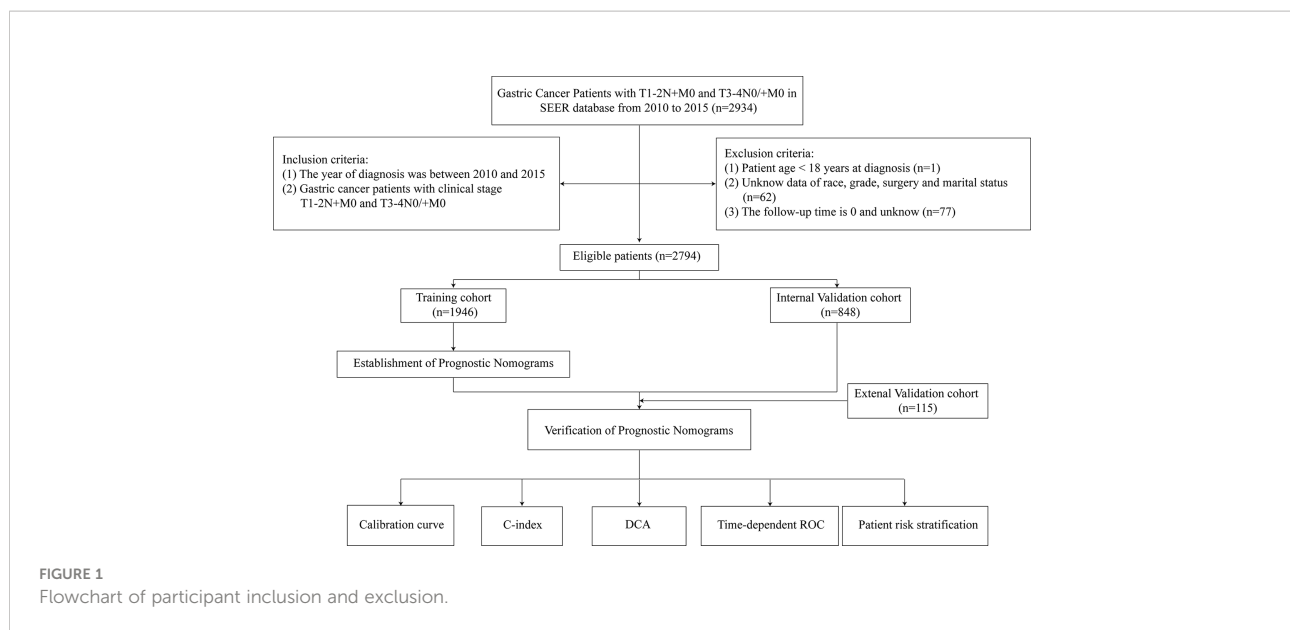 Gastric Cancer Patients with T1-2N+M0 and T3-4N0/+M0 in
SEER database from 2010 to 2015 (n=2934)
Inclusion criteria:
(1) The year of diagnosis was between 2010 and 2015
(2) Gastric cancer patients with clinical stage
T1-2N+M0 and T3-4N0/+M0
Exclusion criteria:
(1) Patient age < 18 years at diagnosis (n=1)
(2) Unknow data of race, grade, surgery and marital status
(n=62)
(3) The follow-up time is 0 and unknow (n=77)
Eligible patients (n=2794)
Training cohort
(n=1946)
Internal Validation cohort
(n=848)
Establishment of Prognostic Nomograms
Extenal Validation cohort
(n=115)
Verification of Prognostic Nomograms
Calibration curve
C-index
DCA
Time-dependent ROC
Patient risk stratification
FIGURE 1
Flowchart of participant inclusion and exclusion.